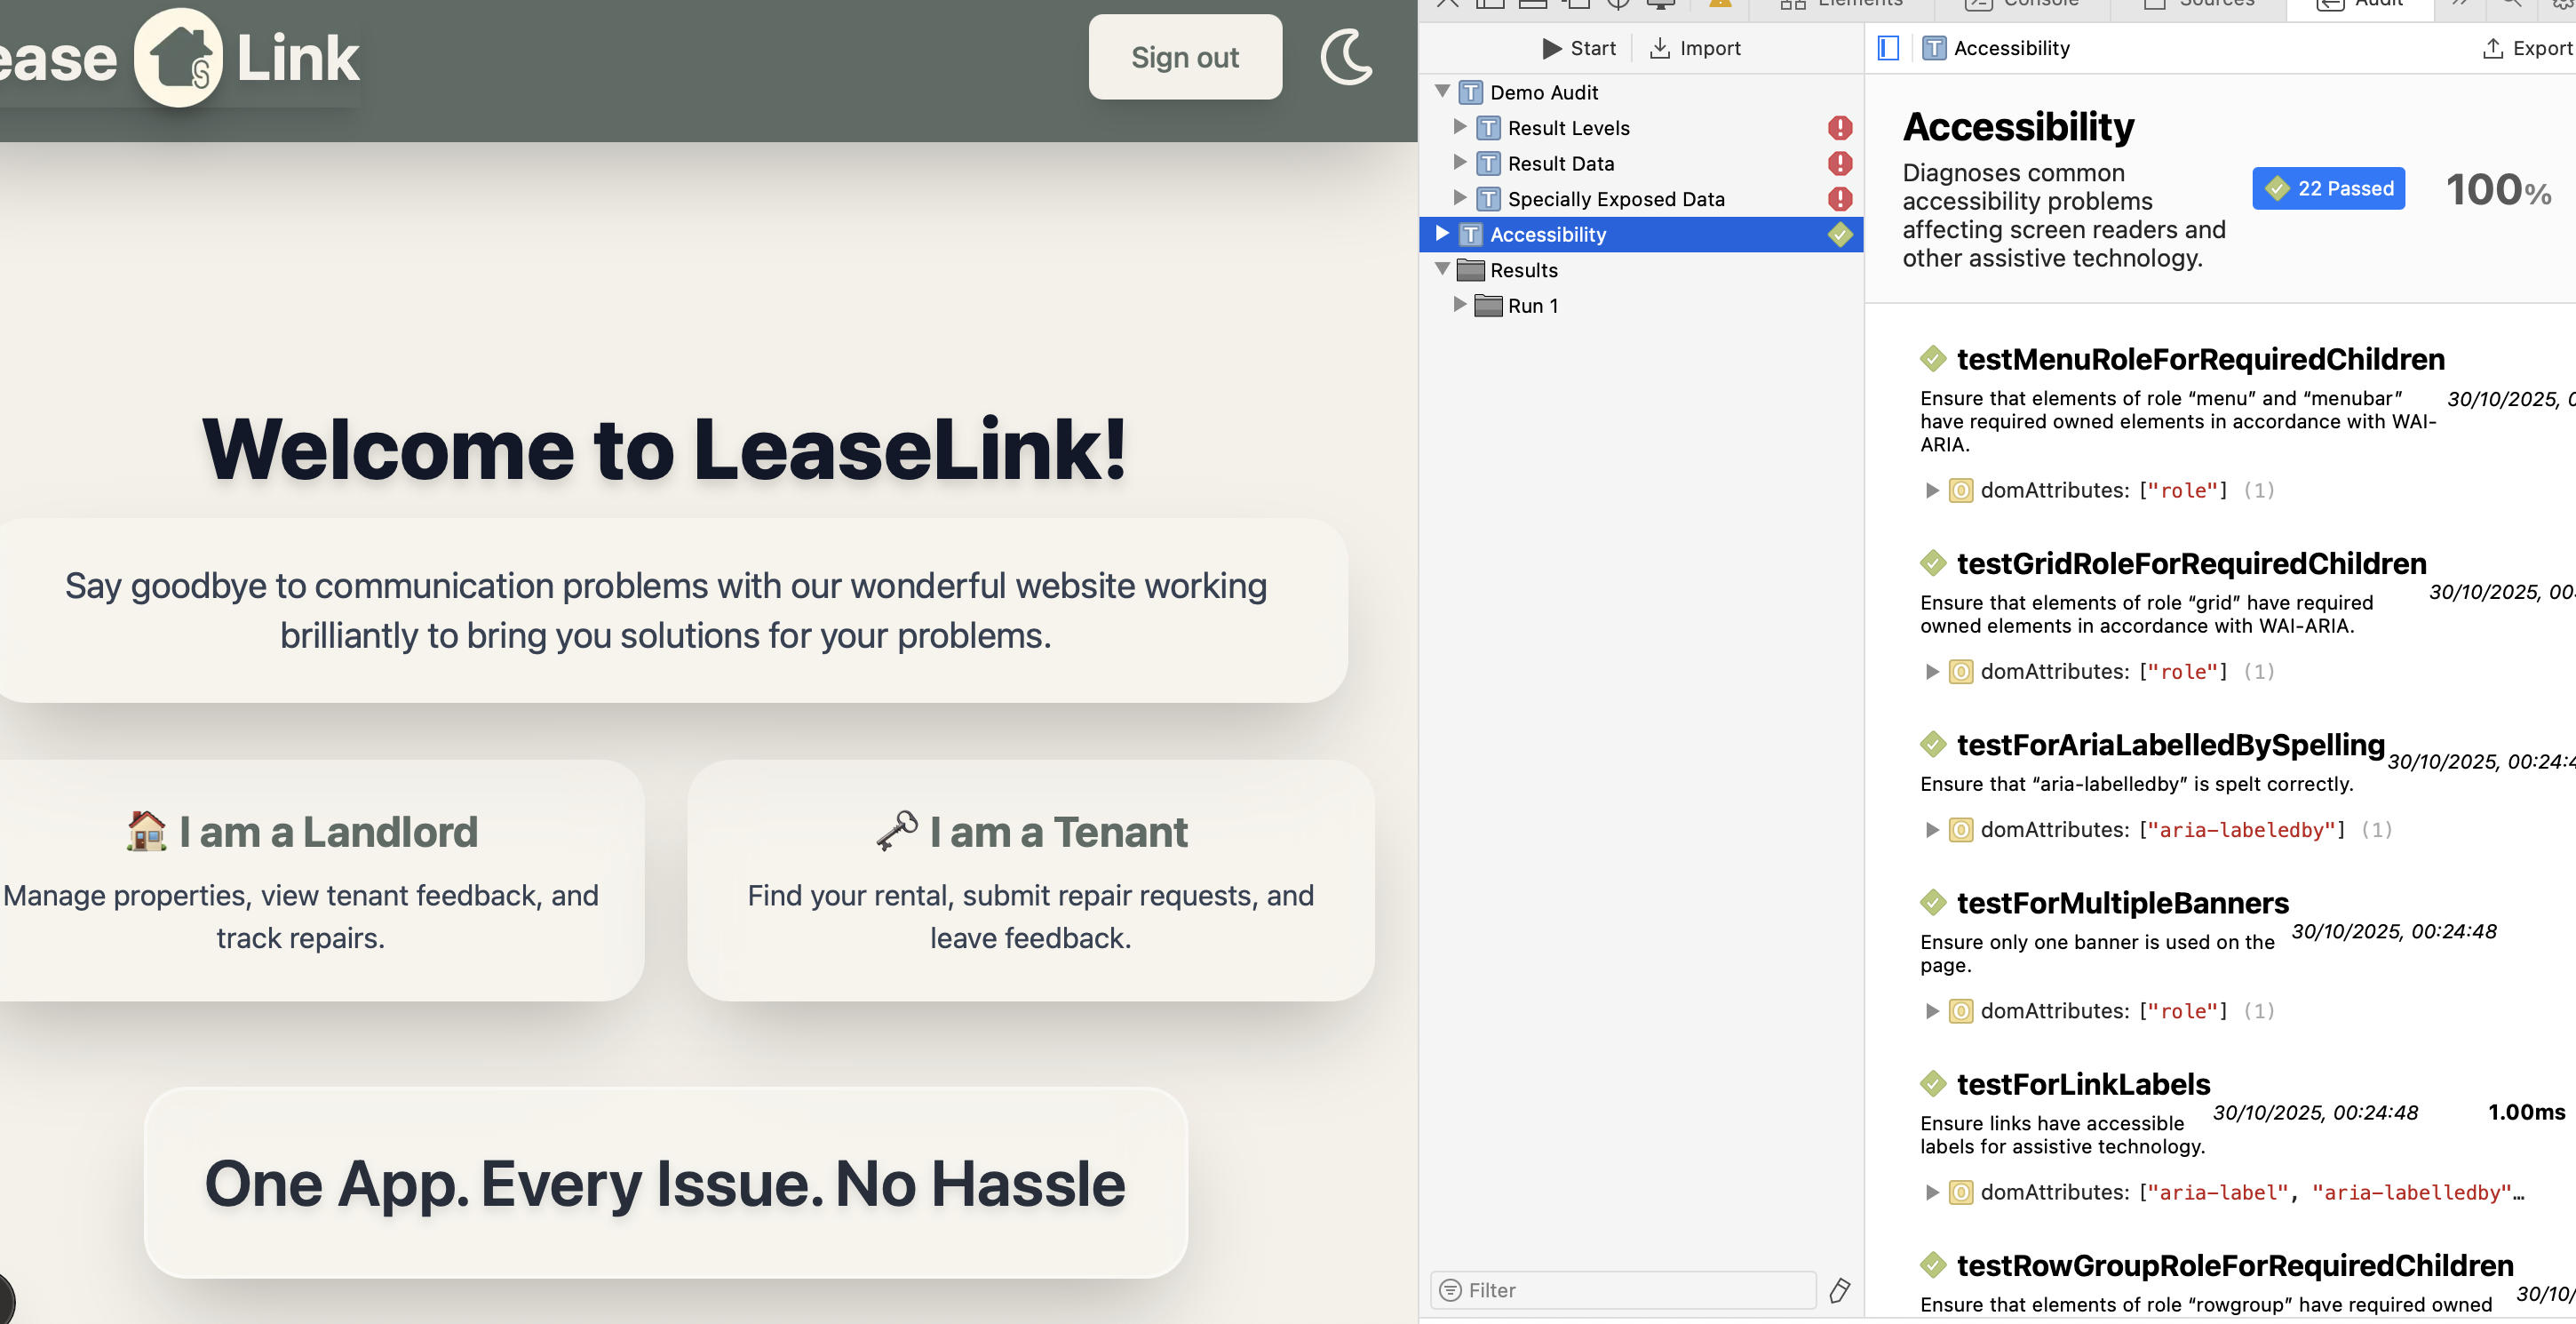 ease Link
Sign out
Welcome to LeaseLink!
Say goodbye to communication problems with our wonderful website working
brilliantly to bring you solutions for your problems.
I am a Landlord
Manage properties, view tenant feedback, and
track repairs.
I am a Tenant
Find your rental, submit repair requests, and
leave feedback.
One App. Every Issue. No Hassle
Elements
Console
Sources
Audit
Start
Import
Accessibility
Export
Demo Audit
Result Levels
Result Data
Specially Exposed Data
Accessibility
Results
Run 1
Filter
Accessibility
Diagnoses common
accessibility problems
affecting screen readers and
other assistive technology.
22 Passed
100%
testMenuRoleForRequiredChildren
Ensure that elements of role “menu” and “menubar”
have required owned elements in accordance with WAI-
ARIA.
30/10/2025, 0
domAttributes: ["role"] (1)
testGridRoleForRequiredChildren
Ensure that elements of role “grid” have required
owned elements in accordance with WAI-ARIA.
30/10/2025, 00:
domAttributes: ["role"] (1)
testForAriaLabelledBySpelling
30/10/2025, 00:24:4
Ensure that “aria-labelledby” is spelt correctly.
domAttributes: ["aria-labeledby"] (1)
testForMultipleBanners
Ensure only one banner is used on the
page.
30/10/2025, 00:24:48
domAttributes: ["role"] (1)
testForLinkLabels
Ensure links have accessible
labels for assistive technology.
30/10/2025, 00:24:48
1.00ms
domAttributes: ["aria-label", "aria-labelledby"…
testRowGroupRoleForRequiredChildren
Ensure that elements of role “rowgroup” have required owned
30/10/